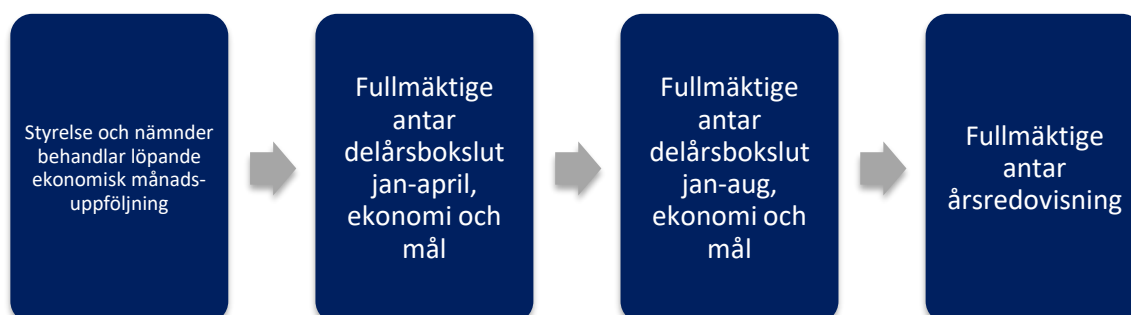 Styrelse och nämnder
behandlar löpande
ekonomisk månads-
uppföljning
Fullmäktige
antar
delårsbokslut
jan-april,
ekonomi och
mål
Fullmäktige
antar
delårsbokslut
jan-aug,
ekonomi och
mål
Fullmäktige
antar
årsredovisning